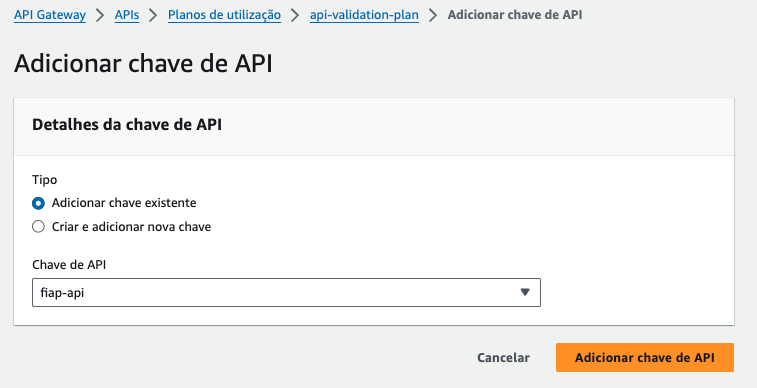 API Gateway > APIs > Planos de utilização > api-validation-plan > Adicionar chave de API
Adicionar chave de API
Detalhes da chave de API
Tipo
Adicionar chave existente
Criar e adicionar nova chave
Chave de API
fiap-api
Cancelar Adicionar chave de API